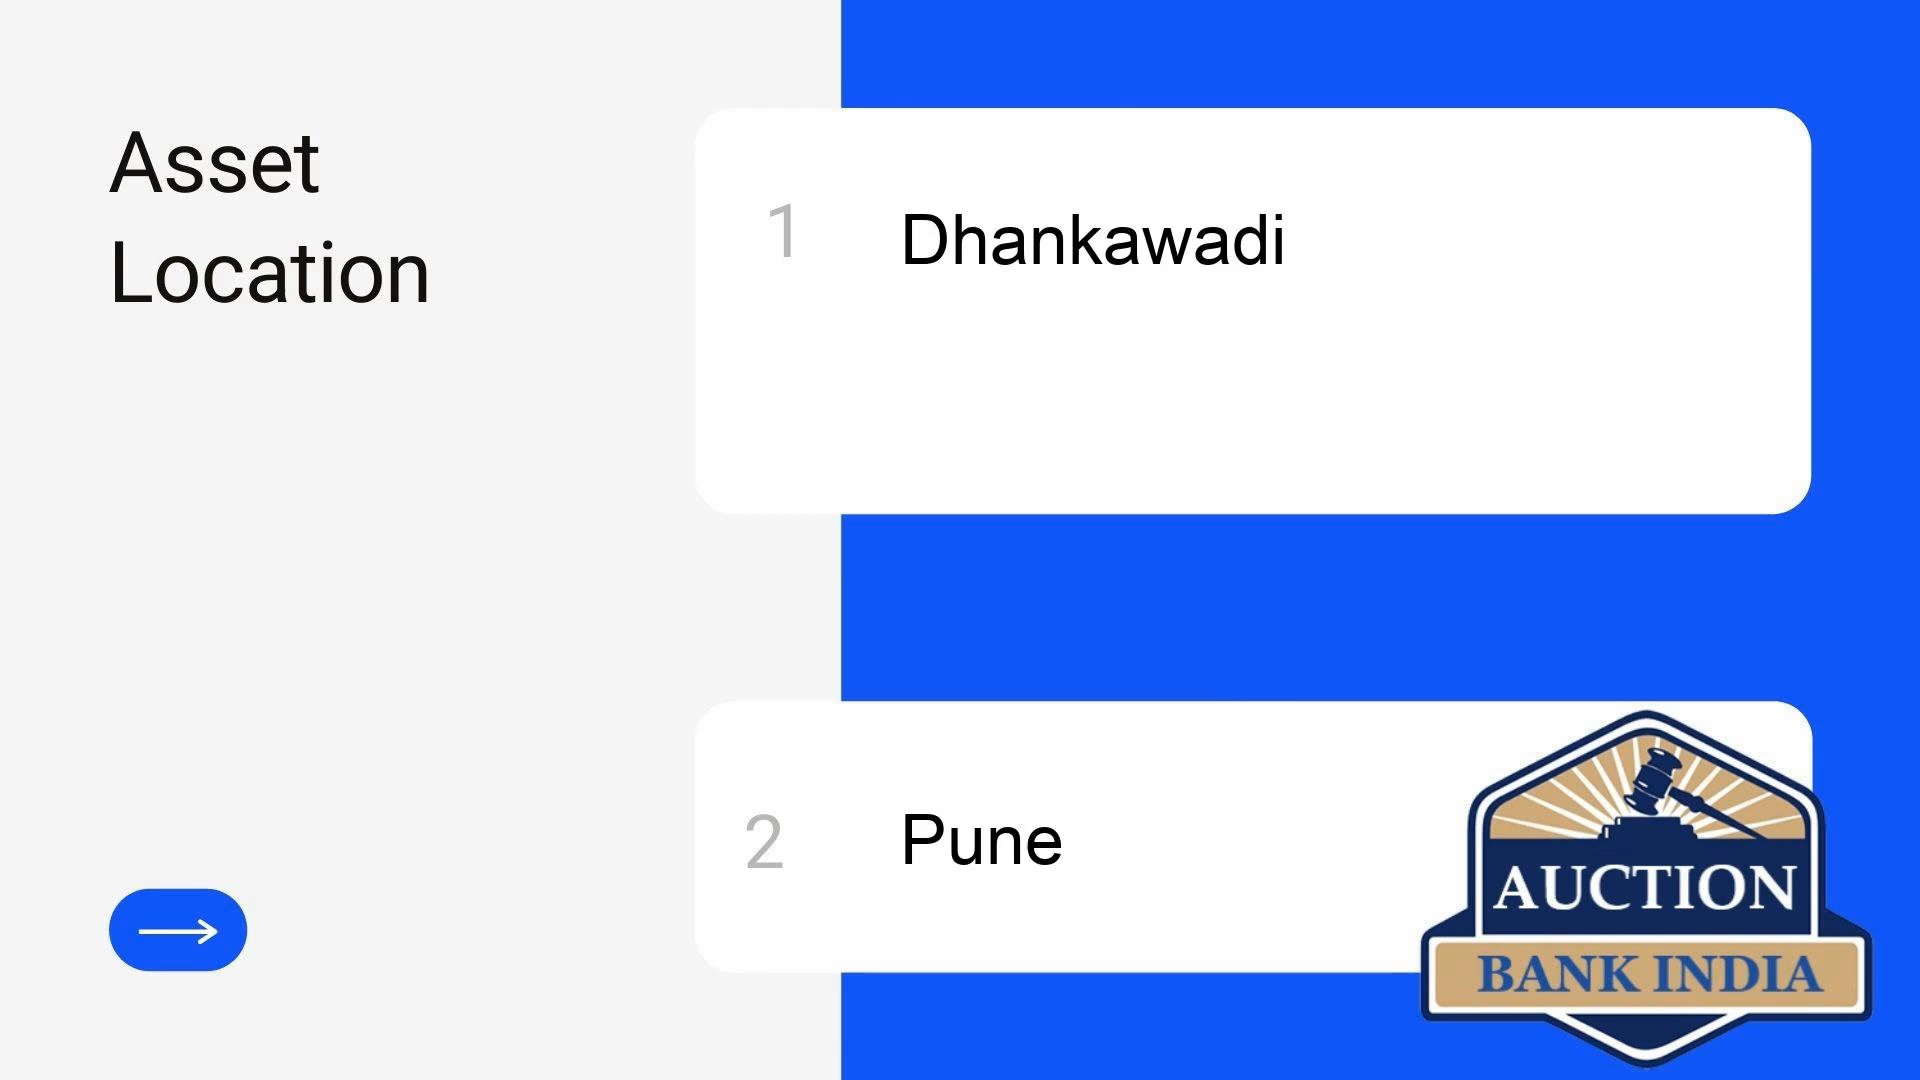 Asset
Location
1
Dhankawadi
2
Pune
AUCTION
BANK INDIA